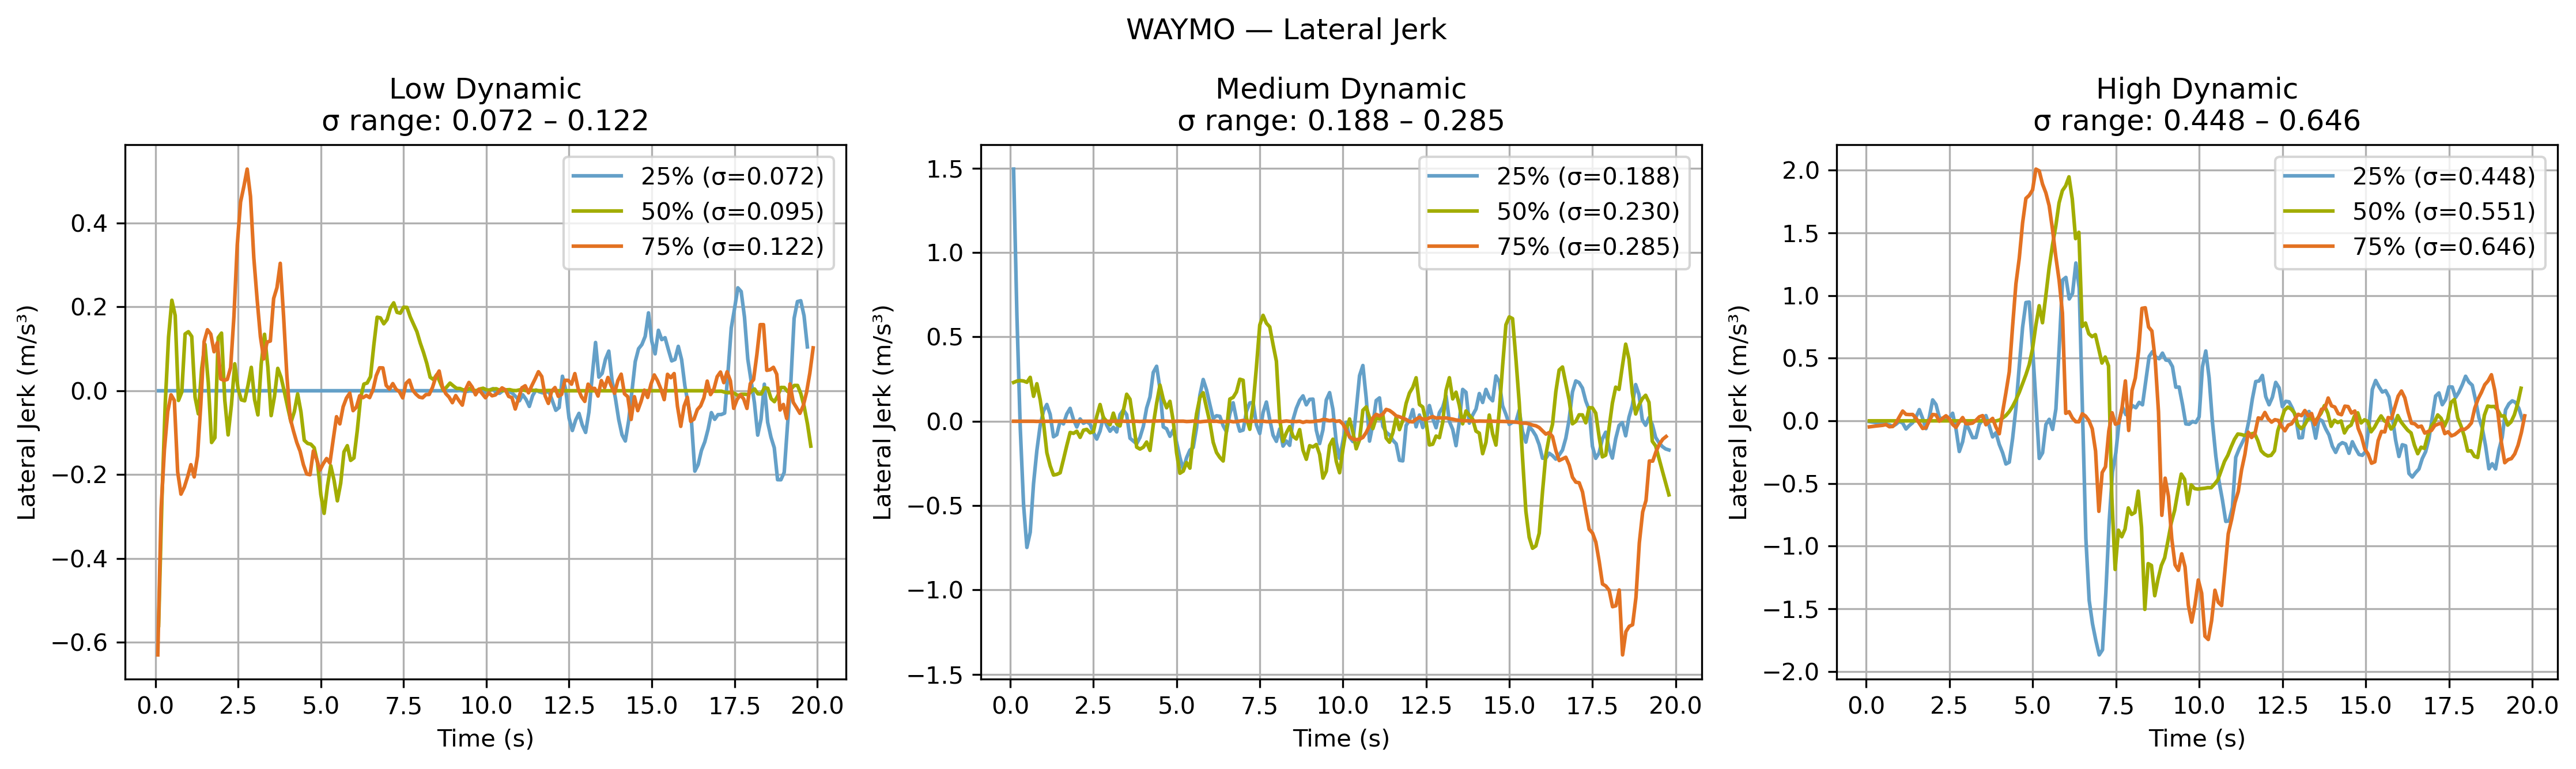 WAYMO — Lateral Jerk
Low Dynamic
σ range: 0.072 – 0.122
Lateral Jerk (m/s³)
0.4
0.2
0.0
−0.2
−0.4
−0.6
25% (σ=0.072)
50% (σ=0.095)
75% (σ=0.122)
0.0 2.5 5.0 7.5 10.0 12.5 15.0 17.5 20.0
Time (s)
Medium Dynamic
σ range: 0.188 – 0.285
Lateral Jerk (m/s³)
1.5
1.0
0.5
0.0
−0.5
−1.0
−1.5
25% (σ=0.188)
50% (σ=0.230)
75% (σ=0.285)
0.0 2.5 5.0 7.5 10.0 12.5 15.0 17.5 20.0
Time (s)
High Dynamic
σ range: 0.448 – 0.646
Lateral Jerk (m/s³)
2.0
1.5
1.0
0.5
0.0
−0.5
−1.0
−1.5
−2.0
25% (σ=0.448)
50% (σ=0.551)
75% (σ=0.646)
0.0 2.5 5.0 7.5 10.0 12.5 15.0 17.5 20.0
Time (s)